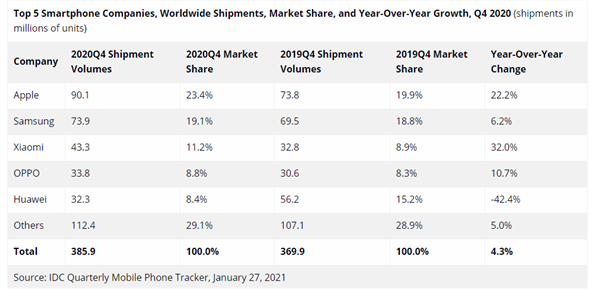 Top 5 Smartphone Companies, Worldwide Shipments, Market Share, and Year-Over-Year Growth, Q4 2020 (shipments in
millions of units)
Company 2020Q4 Shipment Volumes 2020Q4 Market Share 2019Q4 Shipment Volumes 2019Q4 Market Share Year-Over-Year Change
Apple 90.1 23.4% 73.8 19.9% 22.2%
Samsung 73.9 19.1% 69.5 18.8% 6.2%
Xiaomi 43.3 11.2% 32.8 8.9% 32.0%
OPPO 33.8 8.8% 30.6 8.3% 10.7%
Huawei 32.3 8.4% 56.2 15.2% -42.4%
Others 112.4 29.1% 107.1 28.9% 5.0%
Total 385.9 100.0% 369.9 100.0% 4.3%
Source: IDC Quarterly Mobile Phone Tracker, January 27, 2021